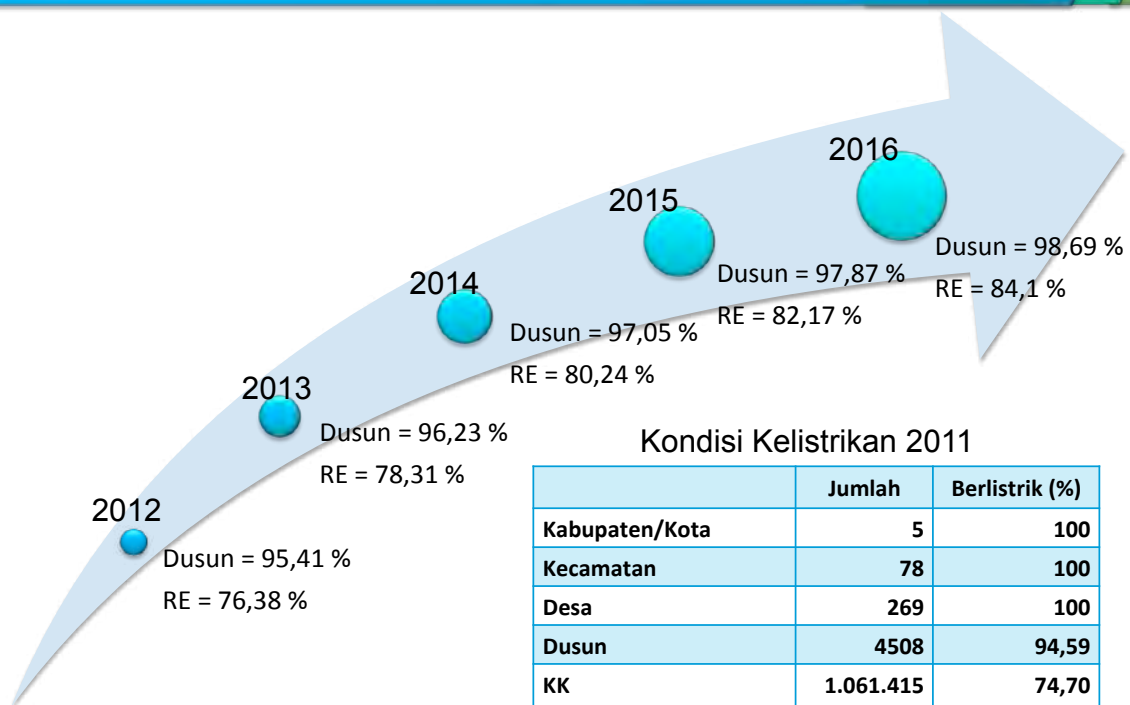 2016
Dusun = 98,69 %
RE = 84,1 %
2015
Dusun = 97,87 %
RE = 82,17 %
2014
Dusun = 97,05 %
RE = 80,24 %
2013
Dusun = 96,23 %
RE = 78,31 %
2012
Dusun = 95,41 %
RE = 76,38 %
Kondisi Kelistrikan 2011
Jumlah Berlistrik (%)
Kabupaten/Kota 5 100
Kecamatan 78 100
Desa 269 100
Dusun 4508 94,59
KK 1.061.415 74,70